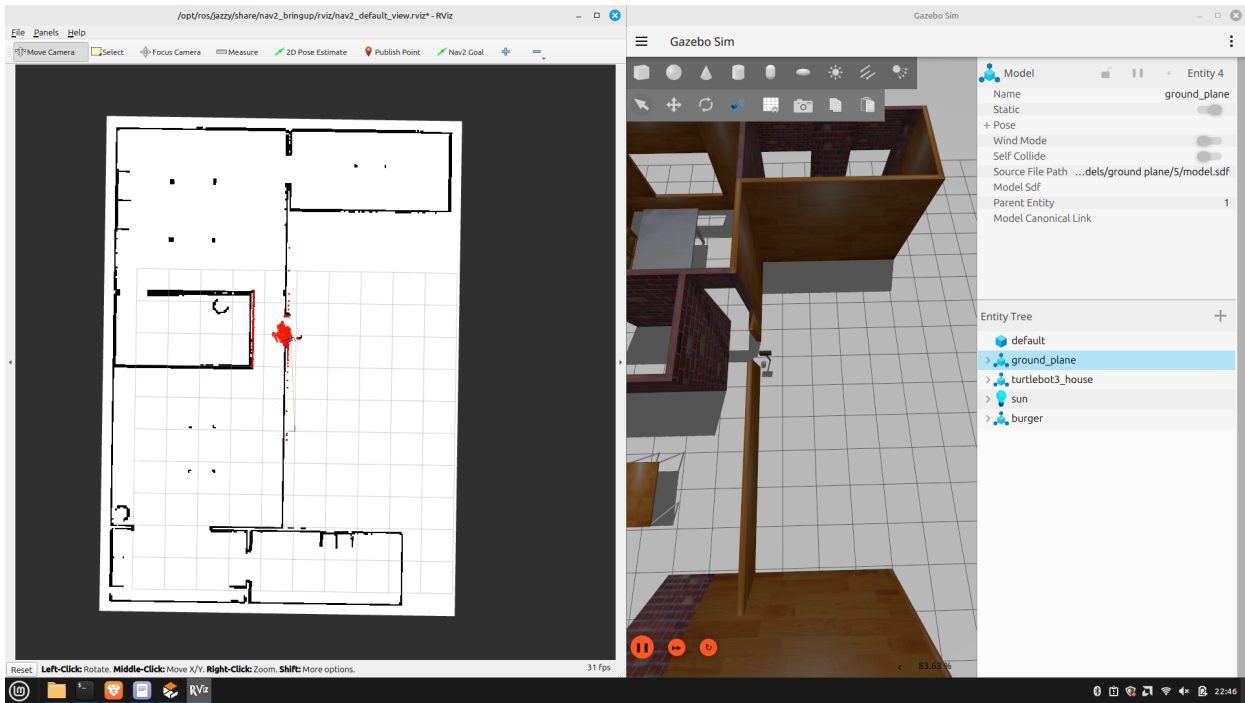 /opt/ros/jazzy/share/nav2_bringup/rviz/nav2_default_view.rviz* - RViz
File Panels Help
Move Camera Select Focus Camera Measure 2D Pose Estimate Publish Point Nav2 Goal
Reset Left-Click: Rotate. Middle-Click: Move X/Y. Right-Click: Zoom. Shift: More options. 31 fps
Gazebo Sim
Gazebo Sim
83.63 %
Model Entity 4
Name ground_plane
Static
Pose
Wind Mode
Self Collide
Source File Path ...dels/ground plane/5/model.sdf
Model Sdf
Parent Entity 1
Model Canonical Link
Entity Tree
default
ground_plane
turtlebot3_house
sun
burger
RViz
22:46